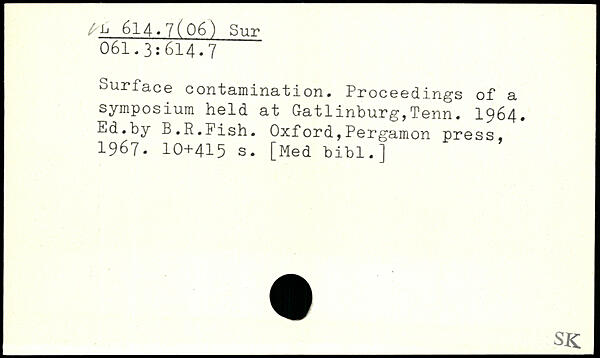 L 614.7(06) Sur
061.3:614.7
Surface contamination. Proceedings of a
symposium held at Gatlinburg,Tenn. 1964.
Ed.by B.R.Fish. Oxford,Pergamon press,
1967. 10+415 s. [Med bibl.]
SK